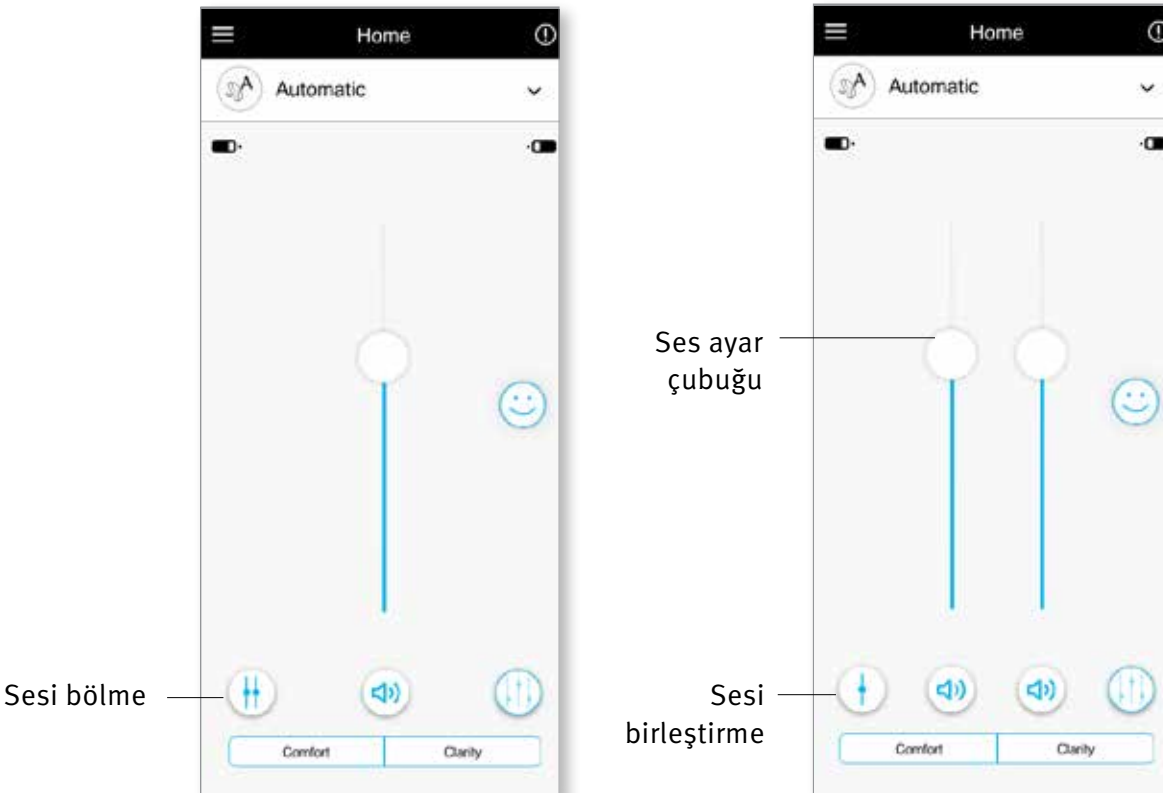 Home
Automatic
Sesi bölme
Comfort
Clarity
Home
Automatic
Ses ayar
çubuğu
Sesi
birleştirme
Comfort
Clarity